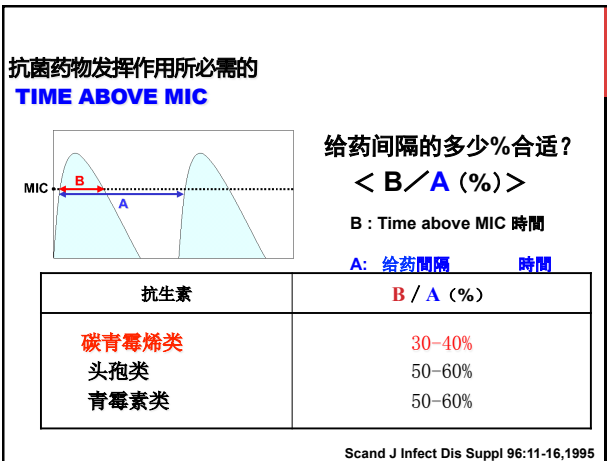 抗菌药物发挥作用所必需的
TIME ABOVE MIC
给药间隔的多少%合适?
＜ B／A (%)＞
MIC
B
A
B : Time above MIC 時間
A: 给药間隔 時間
抗生素
B / A（%）
碳青霉烯类
30-40%
头孢类
50-60%
青霉素类
50-60%
Scand J Infect Dis Suppl 96:11-16,1995